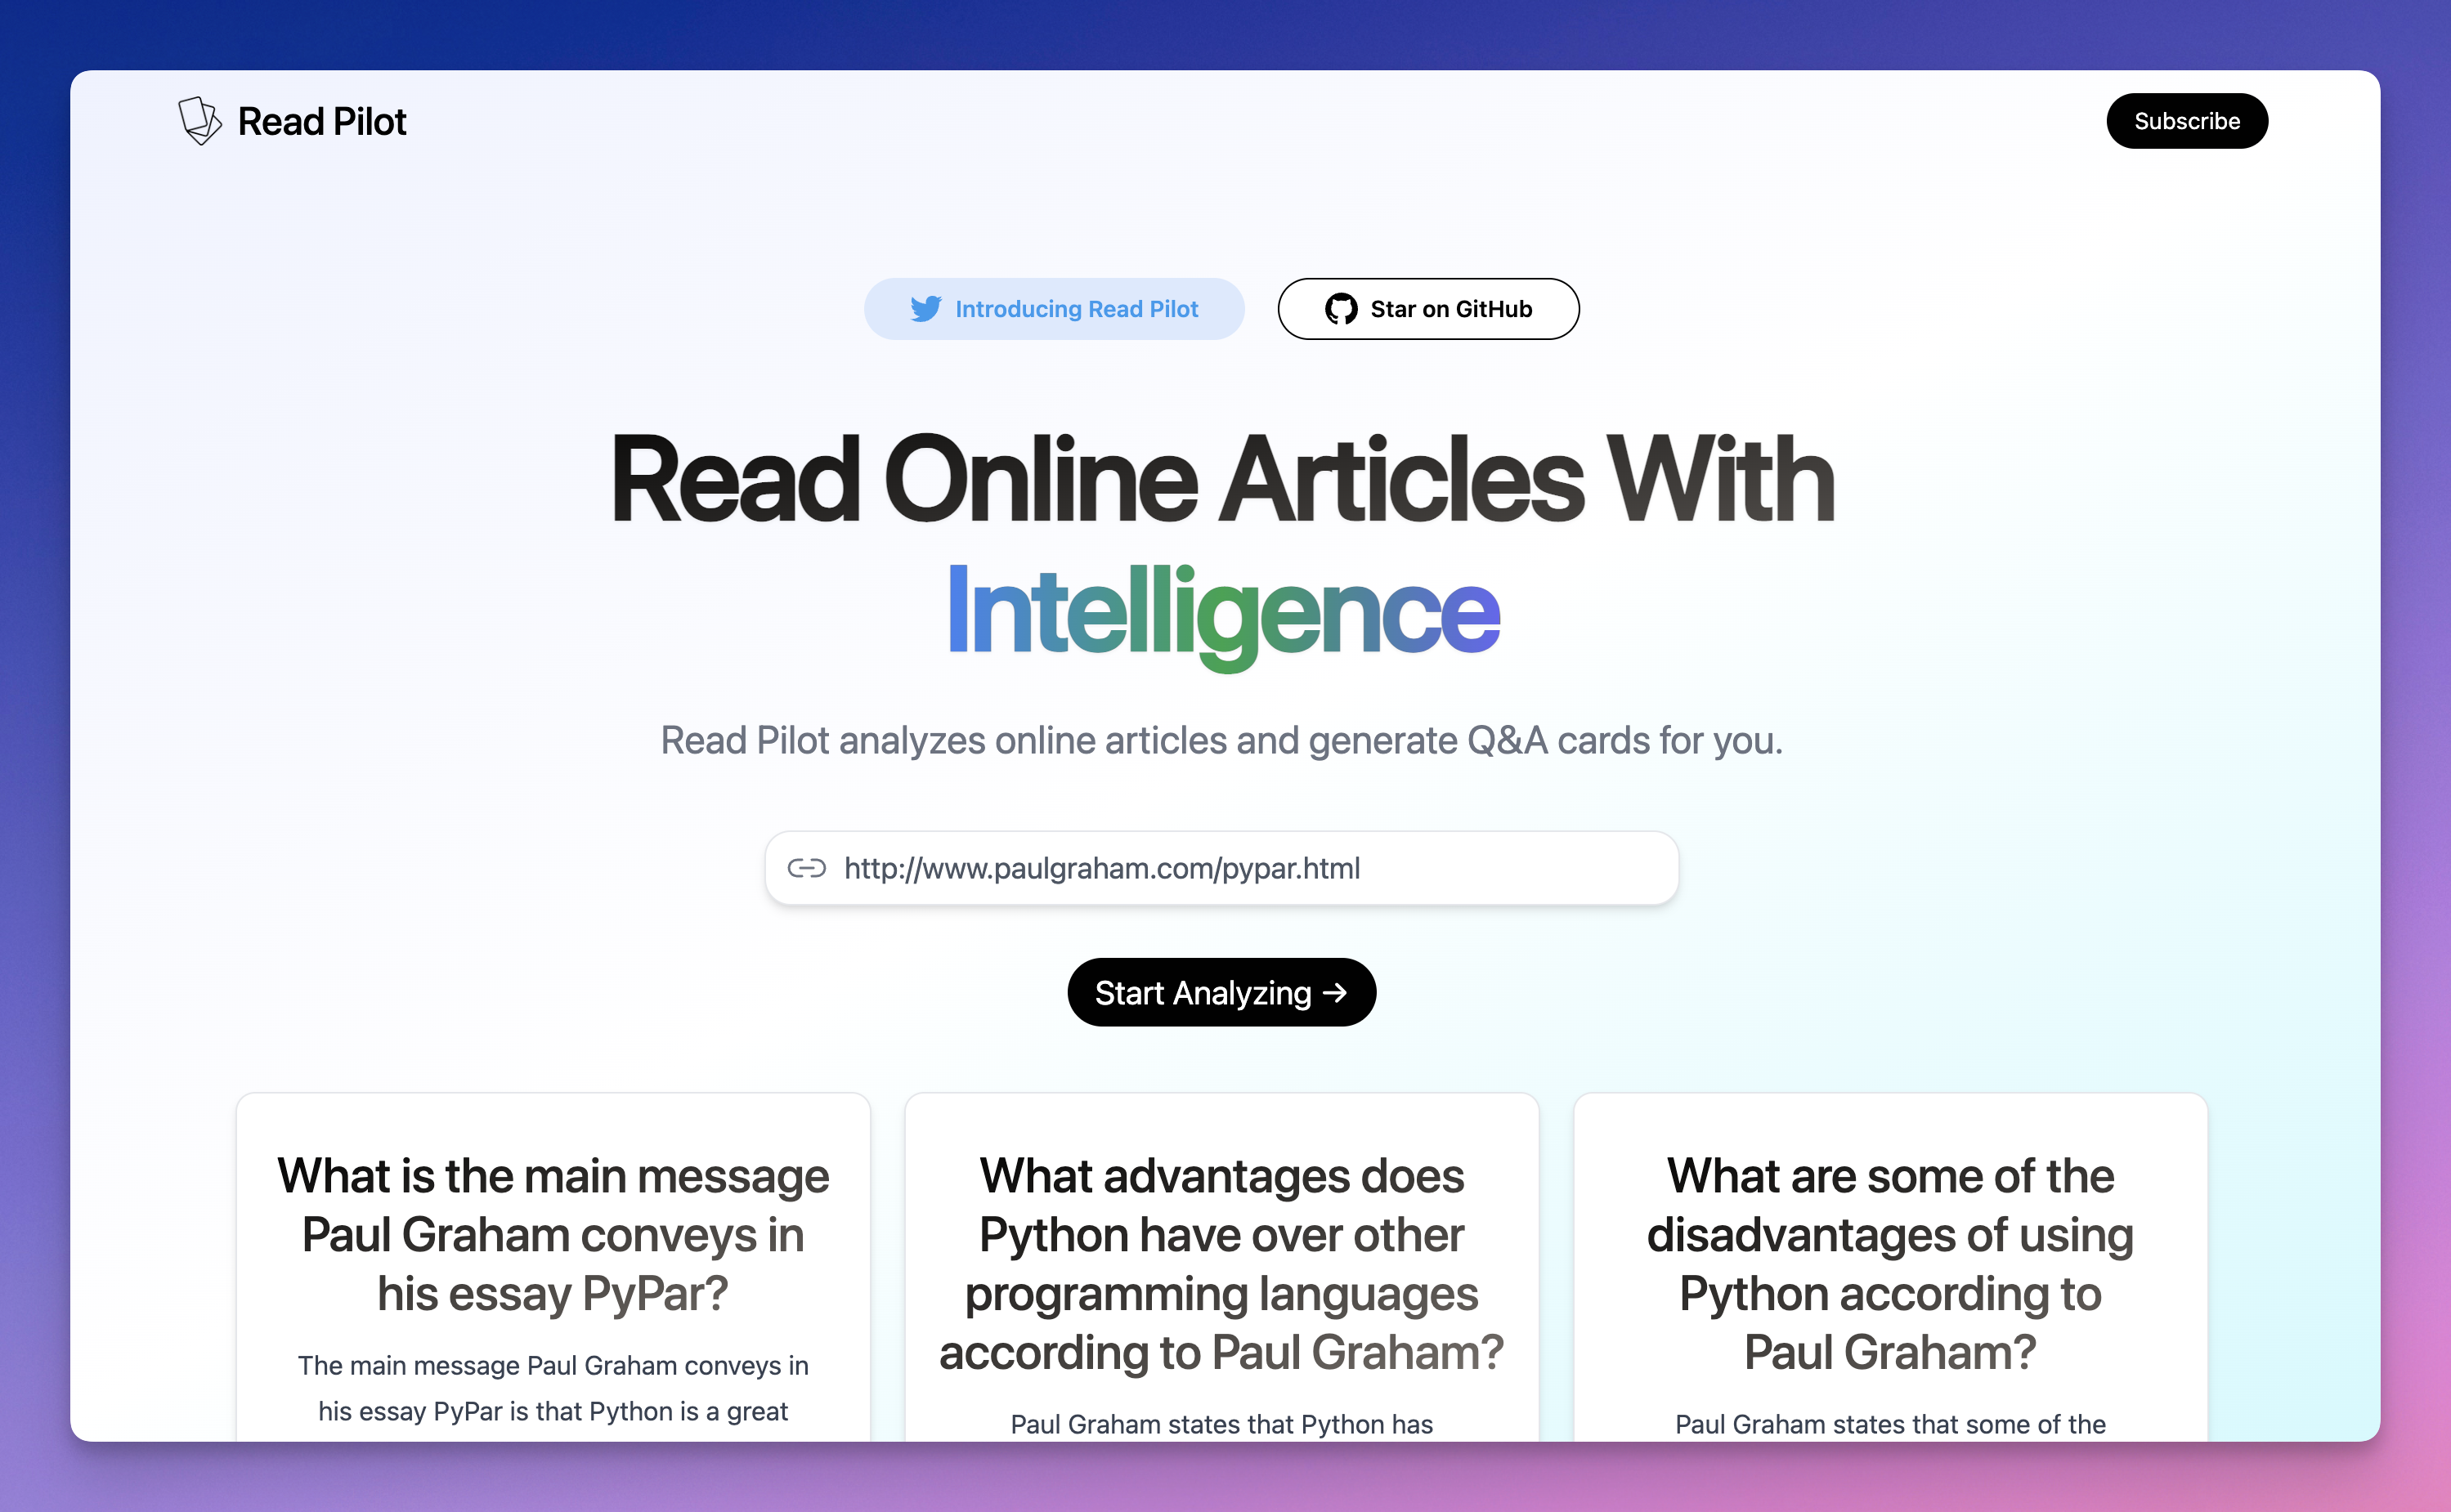 Read Pilot
Subscribe
Introducing Read Pilot
Star on GitHub
Read Online Articles With
Intelligence
Read Pilot analyzes online articles and generate Q&A cards for you.
http://www.paulgraham.com/pypar.html
Start Analyzing →
What is the main message
Paul Graham conveys in
his essay PyPar?
The main message Paul Graham conveys in
his essay PyPar is that Python is a great
What advantages does
Python have over other
programming languages
according to Paul Graham?
Paul Graham states that Python has
What are some of the
disadvantages of using
Python according to
Paul Graham?
Paul Graham states that some of the